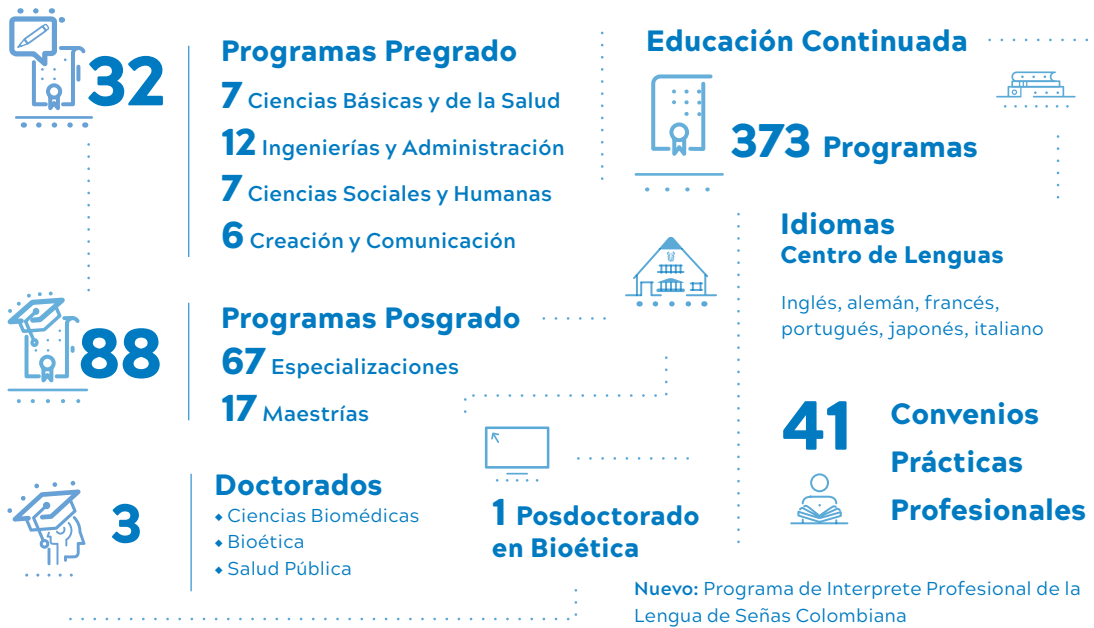 32
Programas Pregrado
7 Ciencias Básicas y de la Salud
12 Ingenierías y Administración
7 Ciencias Sociales y Humanas
6 Creación y Comunicación
88
Programas Posgrado
67 Especializaciones
17 Maestrías
3
Doctorados
• Ciencias Biomédicas
• Bioética
• Salud Pública
1 Posdoctorado
en Bioética
Educación Continuada
373 Programas
Idiomas
Centro de Lenguas
Inglés, alemán, francés,
portugués, japonés, italiano
41
Convenios
Prácticas
Profesionales
Nuevo: Programa de Interprete Profesional de la
Lengua de Señas Colombiana